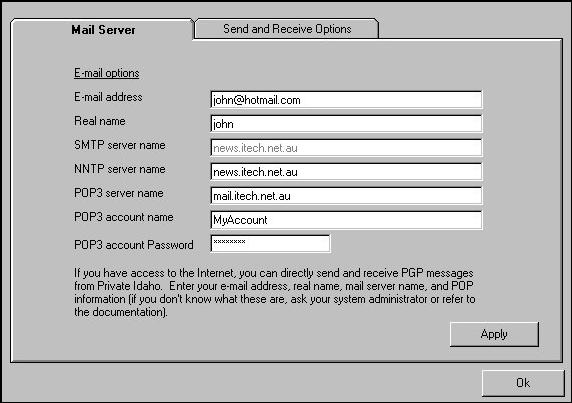 Mail Server
Send and Receive Options
E-mail options
E-mail address john@hotmail.com
Real name john
SMTP server name news.itech.net.au
NNTP server name news.itech.net.au
POP3 server name mail.itech.net.au
POP3 account name MyAccount
POP3 account Password ********
If you have access to the Internet, you can directly send and receive PGP messages
from Private Idaho. Enter your e-mail address, real name, mail server name, and POP
information (if you don't know what these are, ask your system administrator or refer to
the documentation).
Apply
Ok